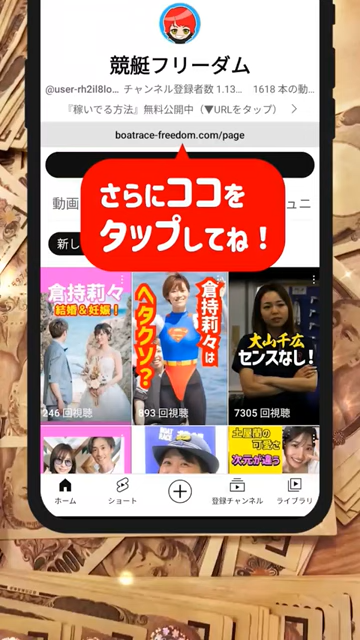 競艇フリーダム
@user-rh2il8lo... チャンネル登録者数 1.13... 1618 本の動...
『稼いでる方法』無料公開中（▼URLをタップ） 
boatrace-freedom.com/page
さらにココを
タップしてね！
動画
ュニ
新し
倉持莉々
結婚&妊娠！
246 回視聴
倉持莉々は
ヘタクソ？
893 回視聴
大山千広
センスなし！
7305 回視聴
土屋蘭の
可愛さ
次元が違う
ホーム
ショート
登録チャンネル
ライブラリ